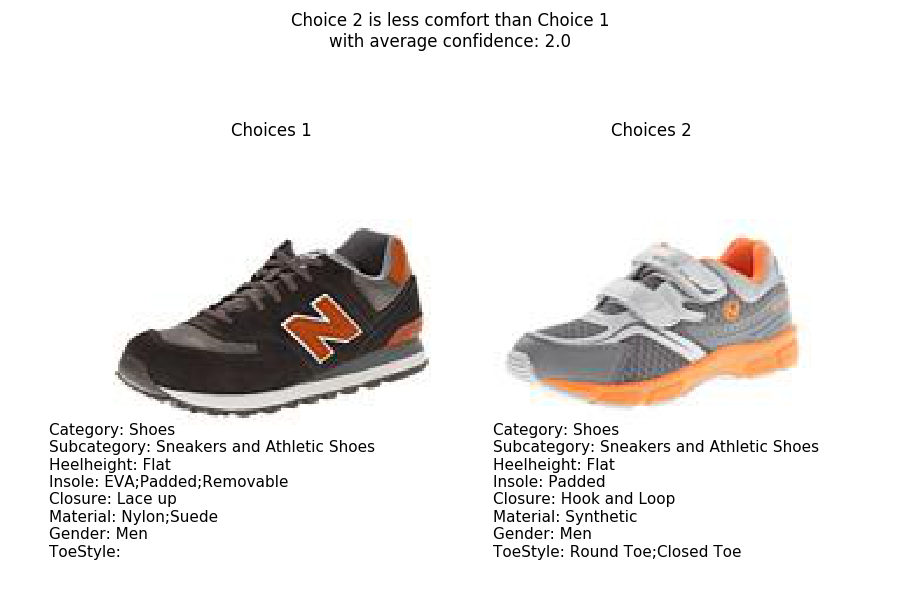 Choice 2 is less comfort than Choice 1
with average confidence: 2.0
Choices 1
Choices 2
N
Category: Shoes
Subcategory: Sneakers and Athletic Shoes
Heelheight: Flat
Insole: EVA;Padded;Removable
Closure: Lace up
Material: Nylon;Suede
Gender: Men
ToeStyle:
Category: Shoes
Subcategory: Sneakers and Athletic Shoes
Heelheight: Flat
Insole: Padded
Closure: Hook and Loop
Material: Synthetic
Gender: Men
ToeStyle: Round Toe;Closed Toe